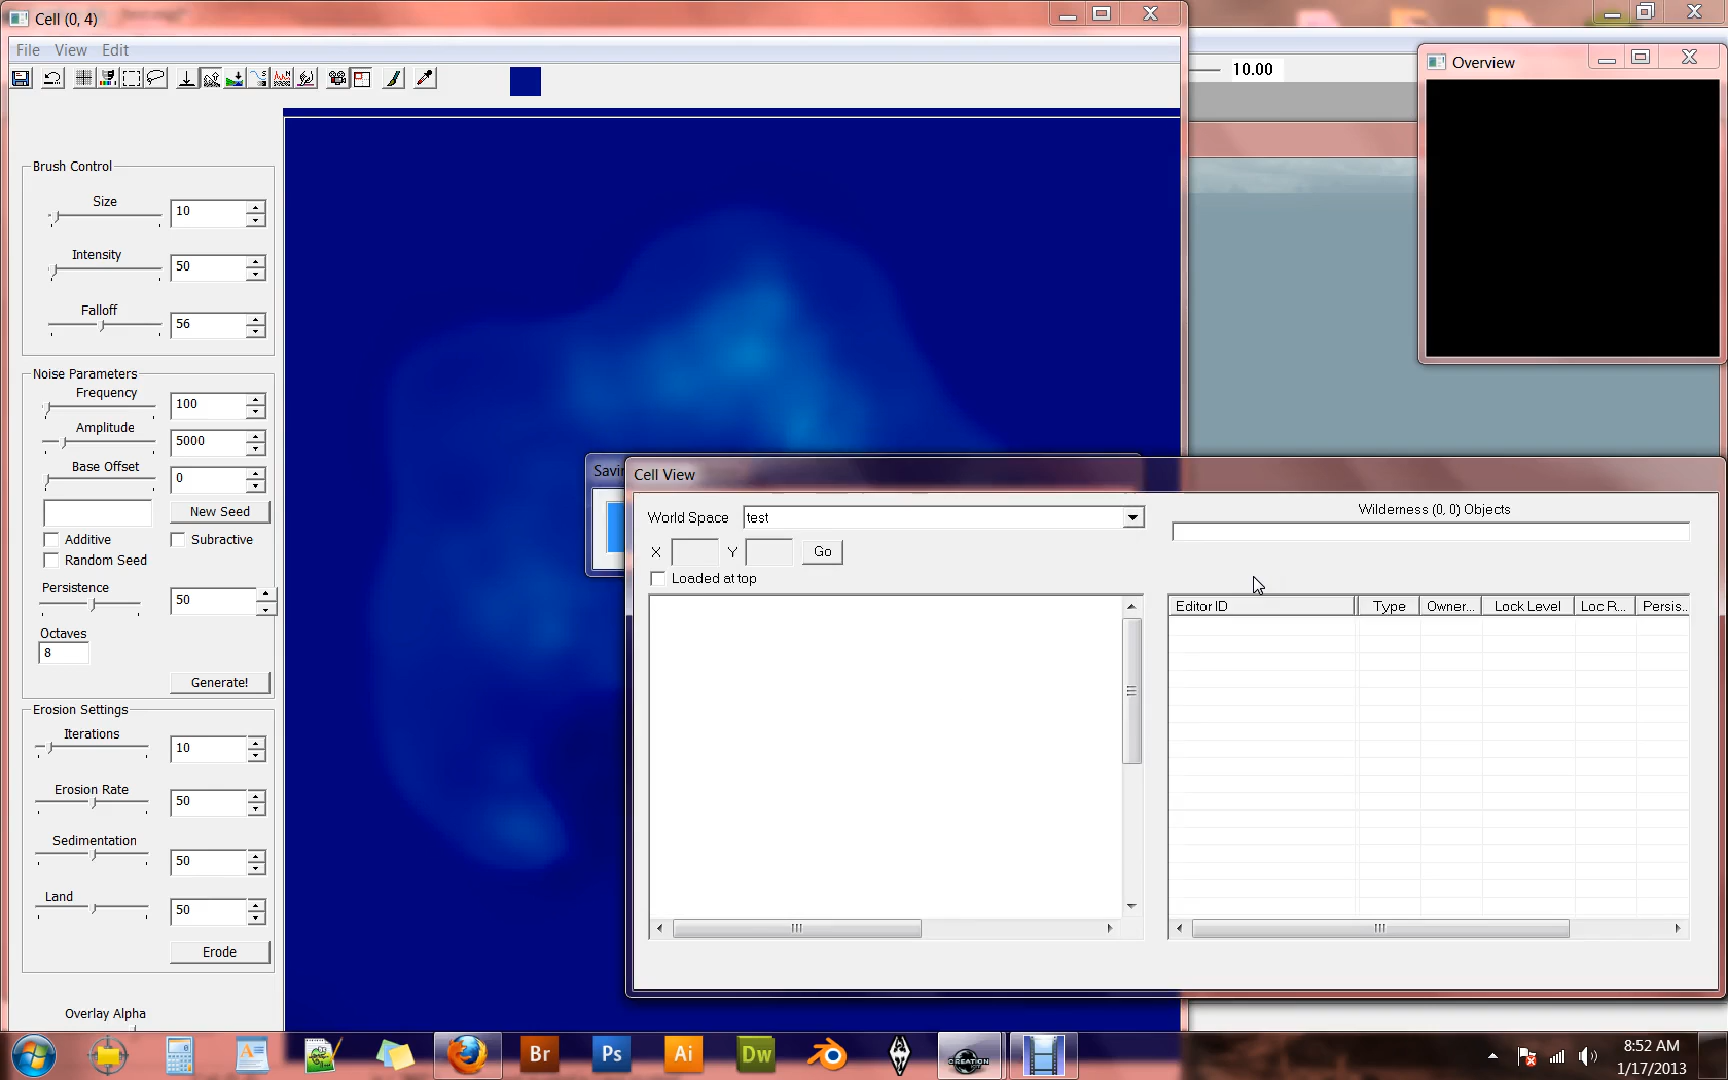 Cell (0, 4)
File View Edit
10.00
Overview
Brush Control
Size
10
Intensity
50
Falloff
56
Noise Parameters
Frequency
100
Amplitude
5000
Base Offset
0
New Seed
Additive
Subractive
Random Seed
Persistence
50
Octaves
8
Generate!
Erosion Settings
Iterations
10
Erosion Rate
50
Sedimentation
50
Land
50
Erode
Overlay Alpha
Savin
Cell View
World Space test
X Y Go
Loaded at top
Wilderness (0, 0) Objects
Editor ID Type Owner... Lock Level Loc R... Persis..
Br Ps Ai Dw
CREATION
8:52 AM
1/17/2013